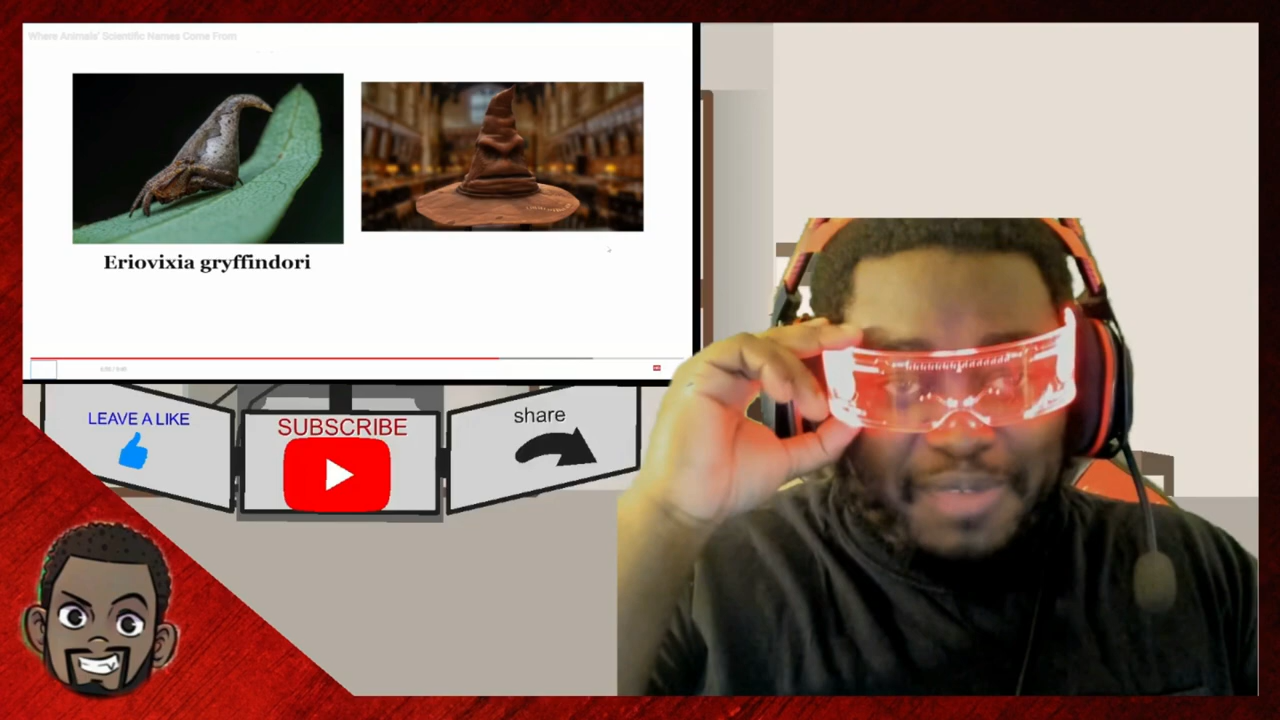 Where Animals' Scientific Names Come From
Eriovixia gryffindori
LEAVE A LIKE
SUBSCRIBE
share